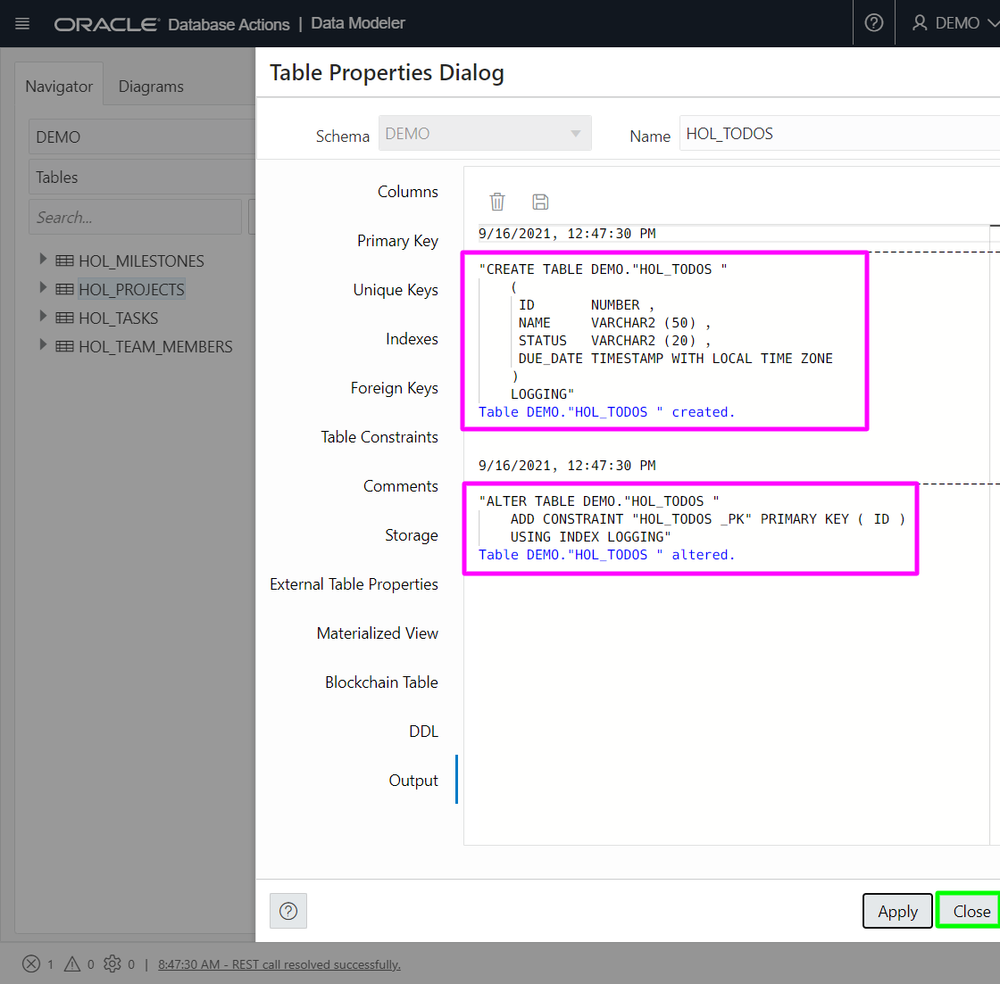 ORACLE Database Actions | Data Modeler
DEMO
Navigator
Diagrams
DEMO
Tables
Search...
HOL_MILESTONES
HOL_PROJECTS
HOL_TASKS
HOL_TEAM_MEMBERS
Table Properties Dialog
Schema DEMO Name HOL_TODOS
Columns
Primary Key
Unique Keys
Indexes
Foreign Keys
Table Constraints
Comments
Storage
External Table Properties
Materialized View
Blockchain Table
DDL
Output
9/16/2021, 12:47:30 PM
"CREATE TABLE DEMO."HOL_TODOS "
(
ID NUMBER ,
NAME VARCHAR2 (50) ,
STATUS VARCHAR2 (20) ,
DUE_DATE TIMESTAMP WITH LOCAL TIME ZONE
)
LOGGING"
Table DEMO."HOL_TODOS " created.
9/16/2021, 12:47:30 PM
"ALTER TABLE DEMO."HOL_TODOS "
ADD CONSTRAINT "HOL_TODOS _PK" PRIMARY KEY ( ID )
USING INDEX LOGGING"
Table DEMO."HOL_TODOS " altered.
? Apply Close
1 0 0 | 8:47:30 AM - REST call resolved successfully.